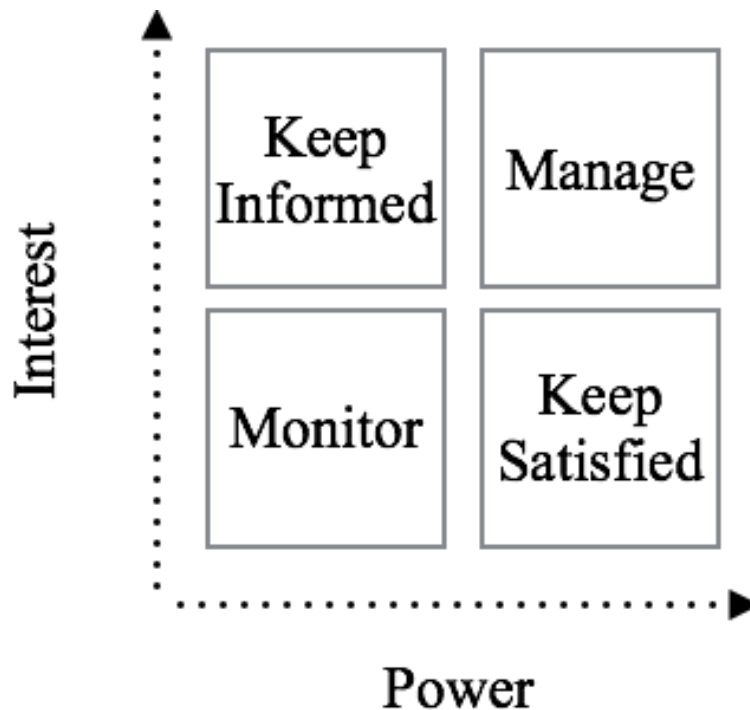 Keep
Informed
Manage
Interest
Monitor
Keep
Satisfied
Power